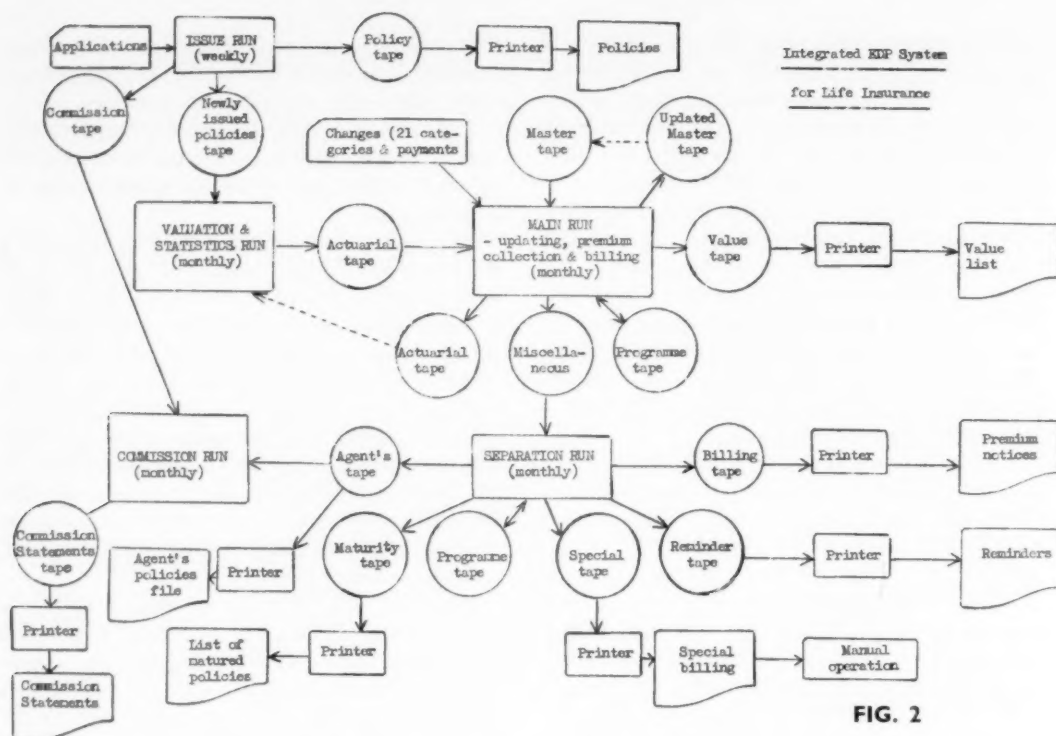 Applications
ISSUE RUN
(weekly)
Policy
tape
Printer
Policies
Integrated EDP System
for Life Insurance
Commission
tape
Newly
issued
policies
tape
Changes (21 cate-
gories & payments
Master
tape
Updated
Master
tape
VALUATION &
STATISTICS RUN
(monthly)
Actuarial
tape
MAIN RUN
- updating, premium
collection & billing
(monthly)
Value
tape
Printer
Value
list
Actuarial
tape
Miscella-
neous
Programme
tape
COMMISSION RUN
(monthly)
Agent's
tape
SEPARATION RUN
(monthly)
Billing
tape
Printer
Premium
notices
Commission
Statements
tape
Agent's
policies
file
Printer
Maturity
tape
Programme
tape
Special
tape
Reminder
tape
Printer
Reminders
Printer
List of
matured
policies
Printer
Printer
Special
billing
Manual
operation
Commission
Statements
FIG. 2